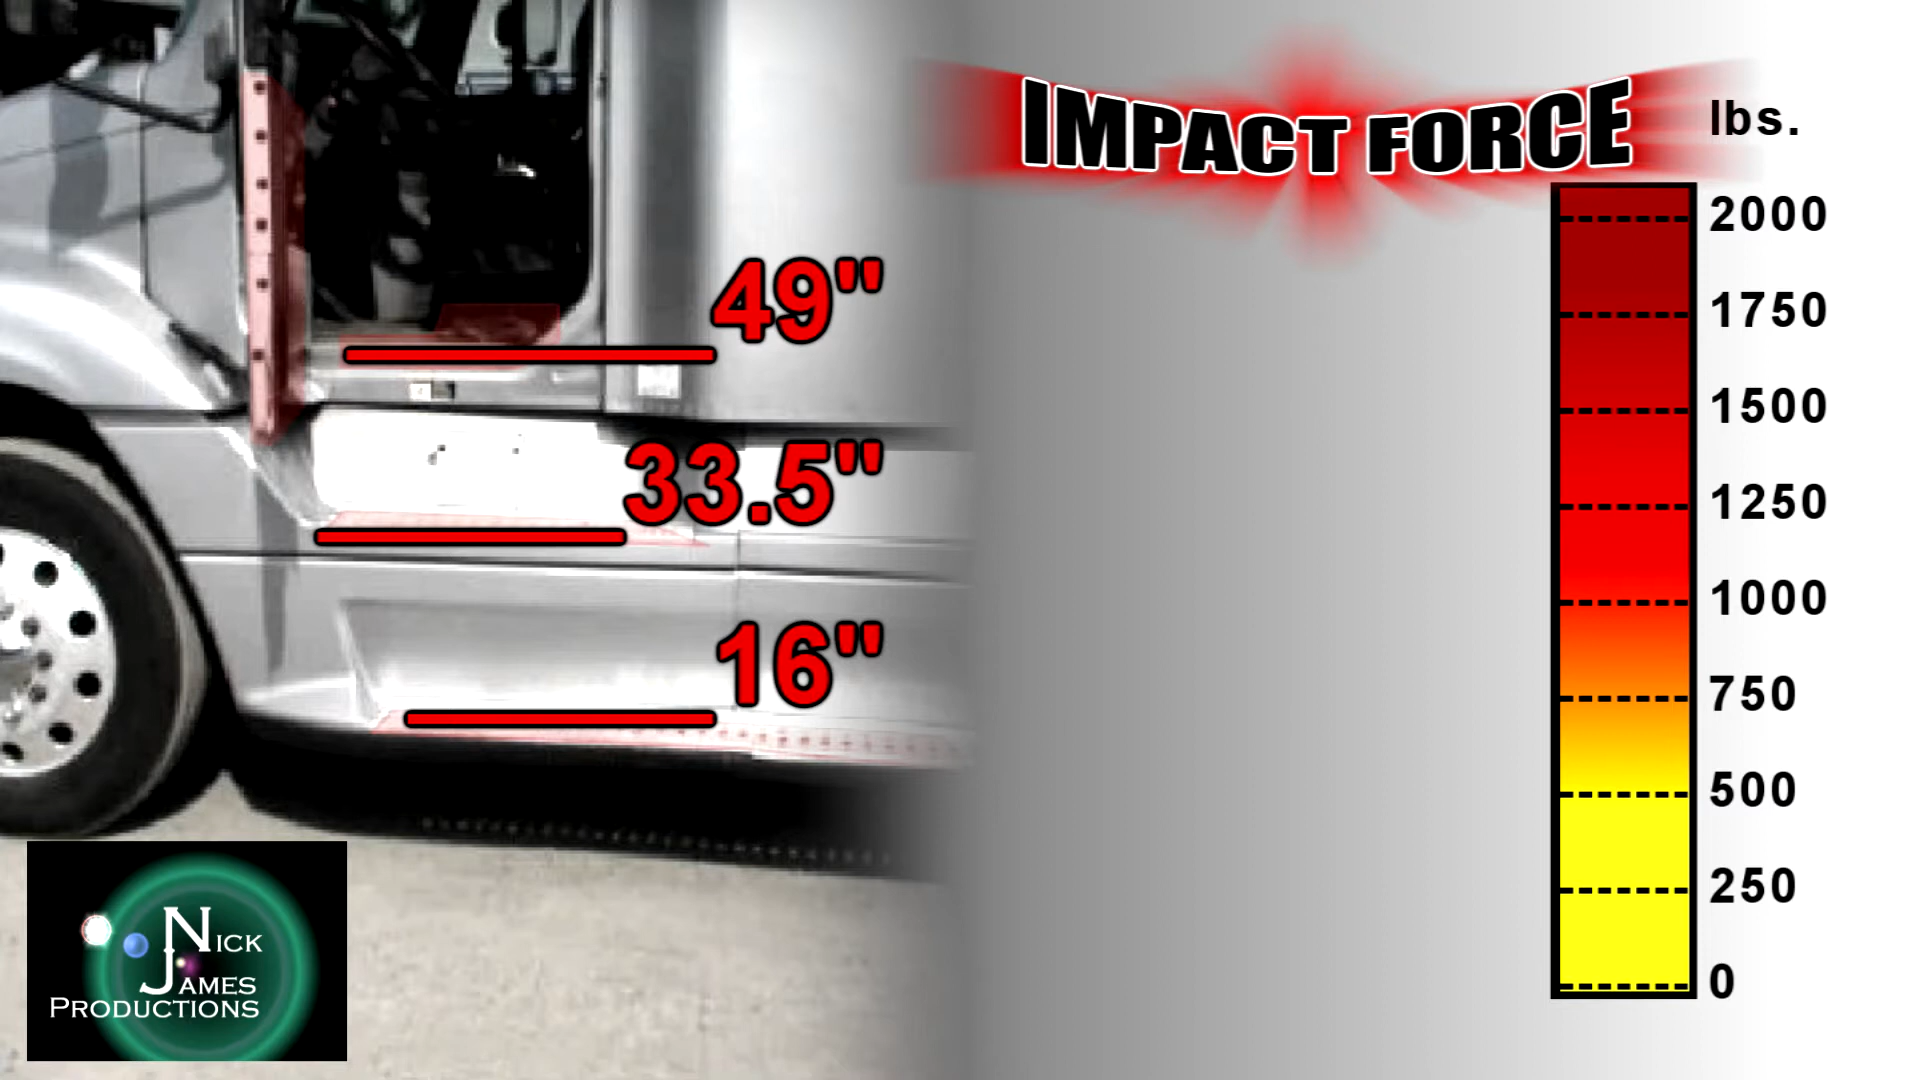 IMPACT FORCE
lbs.
49"
33.5"
16"
2000
1750
1500
1250
1000
750
500
250
0
NICK
JAMES
PRODUCTIONS